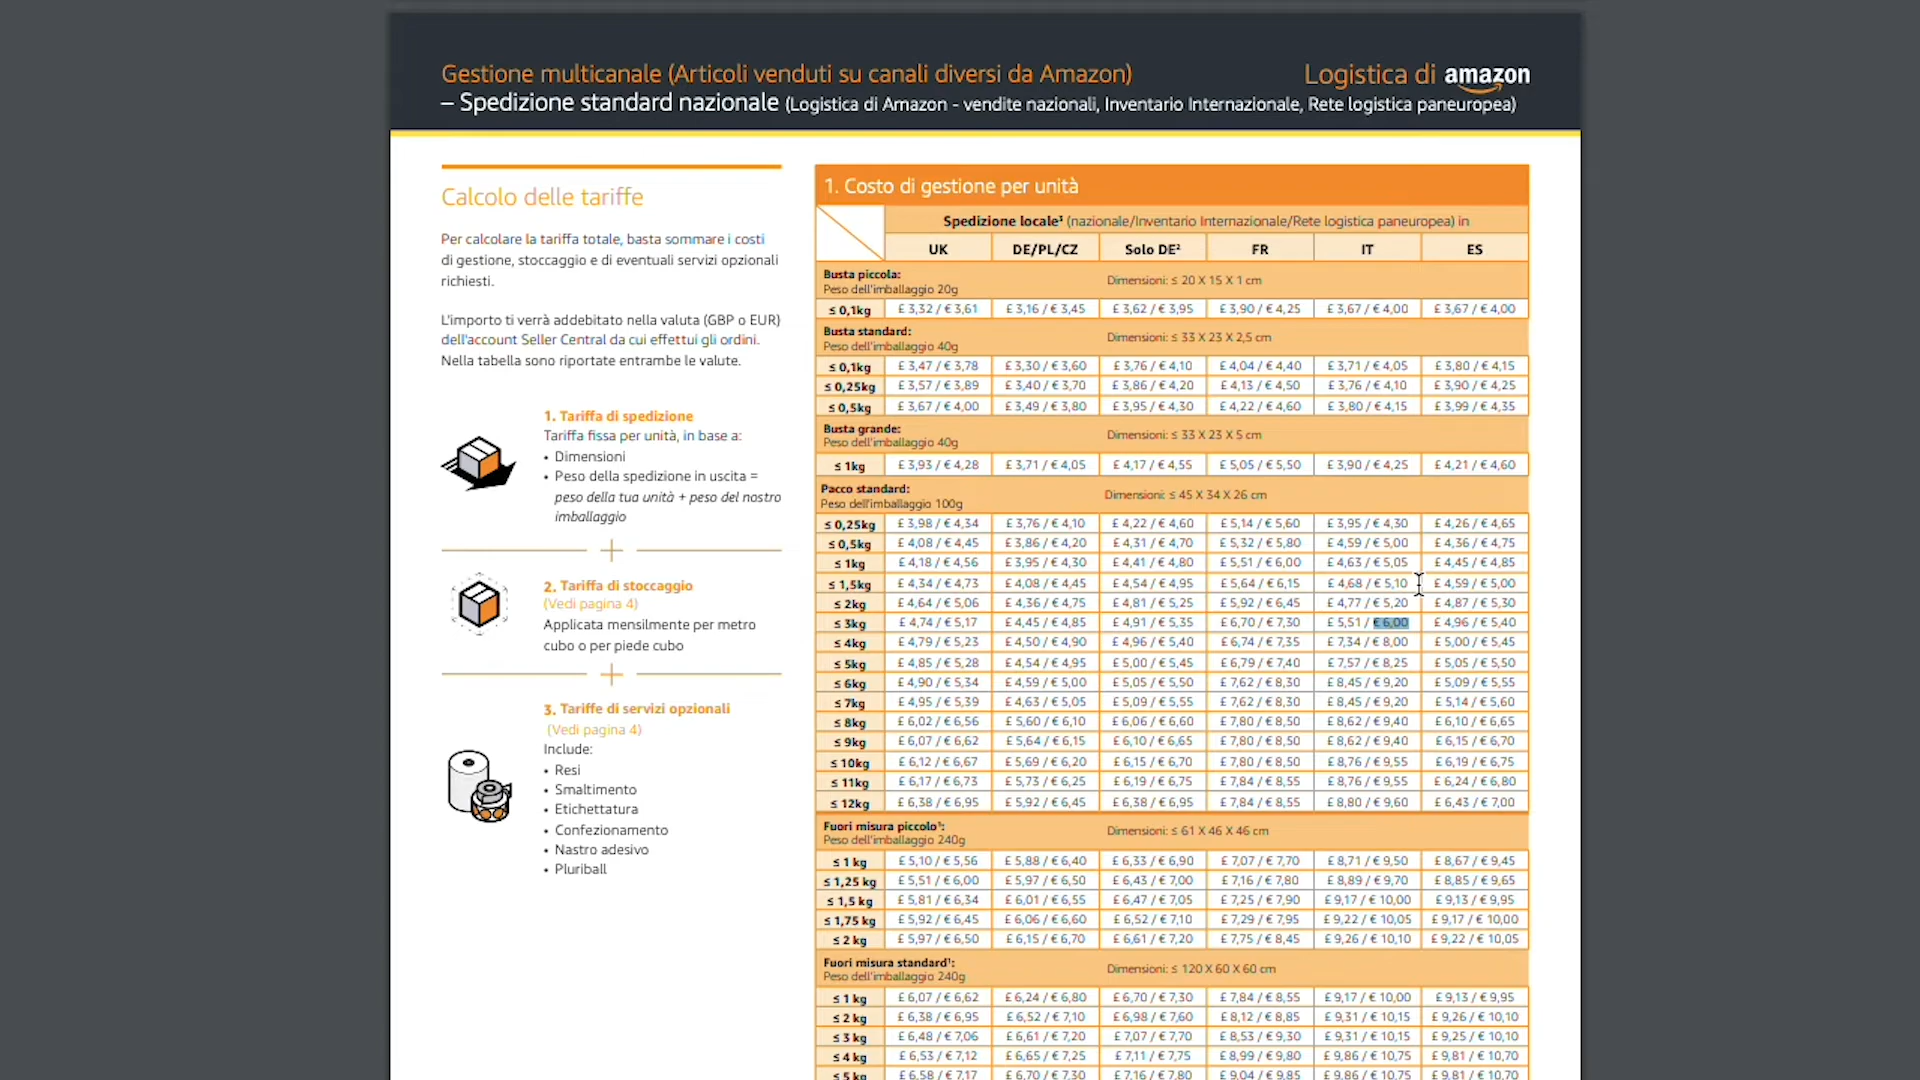 Gestione multicanale (Articoli venduti su canali diversi da Amazon)
Logistica di amazon
– Spedizione standard nazionale (Logistica di Amazon - vendite nazionali, Inventario Internazionale, Rete logistica paneuropea)
Calcolo delle tariffe
Per calcolare la tariffa totale, basta sommare i costi
di gestione, stoccaggio e di eventuali servizi opzionali
richiesti.
L'importo ti verrà addebitato nella valuta (GBP o EUR)
dell'account Seller Central da cui effettui gli ordini.
Nella tabella sono riportate entrambe le valute.
1. Tariffa di spedizione
Tariffa fissa per unità, in base a:
• Dimensioni
• Peso della spedizione in uscita =
peso della tua unità + peso del nostro
imballaggio
2. Tariffa di stoccaggio
(Vedi pagina 4)
Applicata mensilmente per metro
cubo o per piede cubo
3. Tariffe di servizi opzionali
(Vedi pagina 4)
Include:
• Resi
• Smaltimento
• Etichettatura
• Confezionamento
• Nastro adesivo
• Pluriball
1. Costo di gestione per unità
Spedizione locale³ (nazionale/Inventario Internazionale/Rete logistica paneuropea) in
UK DE/PL/CZ Solo DE² FR IT ES
Busta piccola: Dimensioni: ≤ 20 X 15 X 1 cm
Peso dell'imballaggio 20g
≤ 0,1kg £ 3,32 / € 3,61 £ 3,16 / € 3,45 £ 3,62 / € 3,95 £ 3,90 / € 4,25 £ 3,67 / € 4,00 £ 3,67 / € 4,00
Busta standard: Dimensioni: ≤ 33 X 23 X 2,5 cm
Peso dell'imballaggio 40g
≤ 0,1kg £ 3,47 / € 3,78 £ 3,30 / € 3,60 £ 3,76 / € 4,10 £ 4,04 / € 4,40 £ 3,71 / € 4,05 £ 3,80 / € 4,15
≤ 0,25kg £ 3,57 / € 3,89 £ 3,40 / € 3,70 £ 3,86 / € 4,20 £ 4,13 / € 4,50 £ 3,76 / € 4,10 £ 3,90 / € 4,25
≤ 0,5kg £ 3,67 / € 4,00 £ 3,49 / € 3,80 £ 3,95 / € 4,30 £ 4,22 / € 4,60 £ 3,80 / € 4,15 £ 3,99 / € 4,35
Busta grande: Dimensioni: ≤ 33 X 23 X 5 cm
Peso dell'imballaggio 40g
≤ 1kg £ 3,93 / € 4,28 £ 3,71 / € 4,05 £ 4,17 / € 4,55 £ 5,05 / € 5,50 £ 3,90 / € 4,25 £ 4,21 / € 4,60
Pacco standard: Dimensioni: ≤ 45 X 34 X 26 cm
Peso dell'imballaggio 100g
≤ 0,25kg £ 3,98 / € 4,34 £ 3,76 / € 4,10 £ 4,22 / € 4,60 £ 5,14 / € 5,60 £ 3,95 / € 4,30 £ 4,26 / € 4,65
≤ 0,5kg £ 4,08 / € 4,45 £ 3,86 / € 4,20 £ 4,31 / € 4,70 £ 5,32 / € 5,80 £ 4,59 / € 5,00 £ 4,36 / € 4,75
≤ 1kg £ 4,18 / € 4,56 £ 3,95 / € 4,30 £ 4,41 / € 4,80 £ 5,51 / € 6,00 £ 4,63 / € 5,05 £ 4,45 / € 4,85
≤ 1,5kg £ 4,34 / € 4,73 £ 4,08 / € 4,45 £ 4,54 / € 4,95 £ 5,64 / € 6,15 £ 4,68 / € 5,10 £ 4,59 / € 5,00
≤ 2kg £ 4,64 / € 5,06 £ 4,36 / € 4,75 £ 4,81 / € 5,25 £ 5,92 / € 6,45 £ 4,77 / € 5,20 £ 4,87 / € 5,30
≤ 3kg £ 4,74 / € 5,17 £ 4,45 / € 4,85 £ 4,91 / € 5,35 £ 6,70 / € 7,30 £ 5,51 / € 6,00 £ 4,96 / € 5,40
≤ 4kg £ 4,79 / € 5,23 £ 4,50 / € 4,90 £ 4,96 / € 5,40 £ 6,74 / € 7,35 £ 7,34 / € 8,00 £ 5,00 / € 5,45
≤ 5kg £ 4,85 / € 5,28 £ 4,54 / € 4,95 £ 5,00 / € 5,45 £ 6,79 / € 7,40 £ 7,57 / € 8,25 £ 5,05 / € 5,50
≤ 6kg £ 4,90 / € 5,34 £ 4,59 / € 5,00 £ 5,05 / € 5,50 £ 7,62 / € 8,30 £ 8,45 / € 9,20 £ 5,09 / € 5,55
≤ 7kg £ 4,95 / € 5,39 £ 4,63 / € 5,05 £ 5,09 / € 5,55 £ 7,62 / € 8,30 £ 8,45 / € 9,20 £ 5,14 / € 5,60
≤ 8kg £ 6,02 / € 6,56 £ 5,60 / € 6,10 £ 6,06 / € 6,60 £ 7,80 / € 8,50 £ 8,62 / € 9,40 £ 6,10 / € 6,65
≤ 9kg £ 6,07 / € 6,62 £ 5,64 / € 6,15 £ 6,10 / € 6,65 £ 7,80 / € 8,50 £ 8,62 / € 9,40 £ 6,15 / € 6,70
≤ 10kg £ 6,12 / € 6,67 £ 5,69 / € 6,20 £ 6,15 / € 6,70 £ 7,80 / € 8,50 £ 8,76 / € 9,55 £ 6,19 / € 6,75
≤ 11kg £ 6,17 / € 6,73 £ 5,73 / € 6,25 £ 6,19 / € 6,75 £ 7,84 / € 8,55 £ 8,76 / € 9,55 £ 6,24 / € 6,80
≤ 12kg £ 6,38 / € 6,95 £ 5,92 / € 6,45 £ 6,38 / € 6,95 £ 7,84 / € 8,55 £ 8,80 / € 9,60 £ 6,43 / € 7,00
Fuori misura piccolo¹: Dimensioni: ≤ 61 X 46 X 46 cm
Peso dell'imballaggio 240g
≤ 1 kg £ 5,10 / € 5,56 £ 5,88 / € 6,40 £ 6,33 / € 6,90 £ 7,07 / € 7,70 £ 8,71 / € 9,50 £ 8,67 / € 9,45
≤ 1,25 kg £ 5,51 / € 6,00 £ 5,97 / € 6,50 £ 6,43 / € 7,00 £ 7,16 / € 7,80 £ 8,89 / € 9,70 £ 8,85 / € 9,65
≤ 1,5 kg £ 5,81 / € 6,34 £ 6,01 / € 6,55 £ 6,47 / € 7,05 £ 7,25 / € 7,90 £ 9,17 / € 10,00 £ 9,13 / € 9,95
≤ 1,75 kg £ 5,92 / € 6,45 £ 6,06 / € 6,60 £ 6,52 / € 7,10 £ 7,29 / € 7,95 £ 9,22 / € 10,05 £ 9,17 / € 10,00
≤ 2 kg £ 5,97 / € 6,50 £ 6,15 / € 6,70 £ 6,61 / € 7,20 £ 7,75 / € 8,45 £ 9,26 / € 10,10 £ 9,22 / € 10,05
Fuori misura standard¹: Dimensioni: ≤ 120 X 60 X 60 cm
Peso dell'imballaggio 240g
≤ 1 kg £ 6,07 / € 6,62 £ 6,24 / € 6,80 £ 6,70 / € 7,30 £ 7,84 / € 8,55 £ 9,17 / € 10,00 £ 9,13 / € 9,95
≤ 2 kg £ 6,38 / € 6,95 £ 6,52 / € 7,10 £ 6,98 / € 7,60 £ 8,12 / € 8,85 £ 9,31 / € 10,15 £ 9,26 / € 10,10
≤ 3 kg £ 6,48 / € 7,06 £ 6,61 / € 7,20 £ 7,07 / € 7,70 £ 8,53 / € 9,30 £ 9,31 / € 10,15 £ 9,25 / € 10,10
≤ 4 kg £ 6,53 / € 7,12 £ 6,65 / € 7,25 £ 7,11 / € 7,75 £ 8,99 / € 9,80 £ 9,86 / € 10,75 £ 9,81 / € 10,70
≤ 5 kg £ 6,58 / € 7,17 £ 6,70 / € 7,30 £ 7,16 / € 7,80 £ 9,04 / € 9,85 £ 9,86 / € 10,75 £ 9,81 / € 10,70